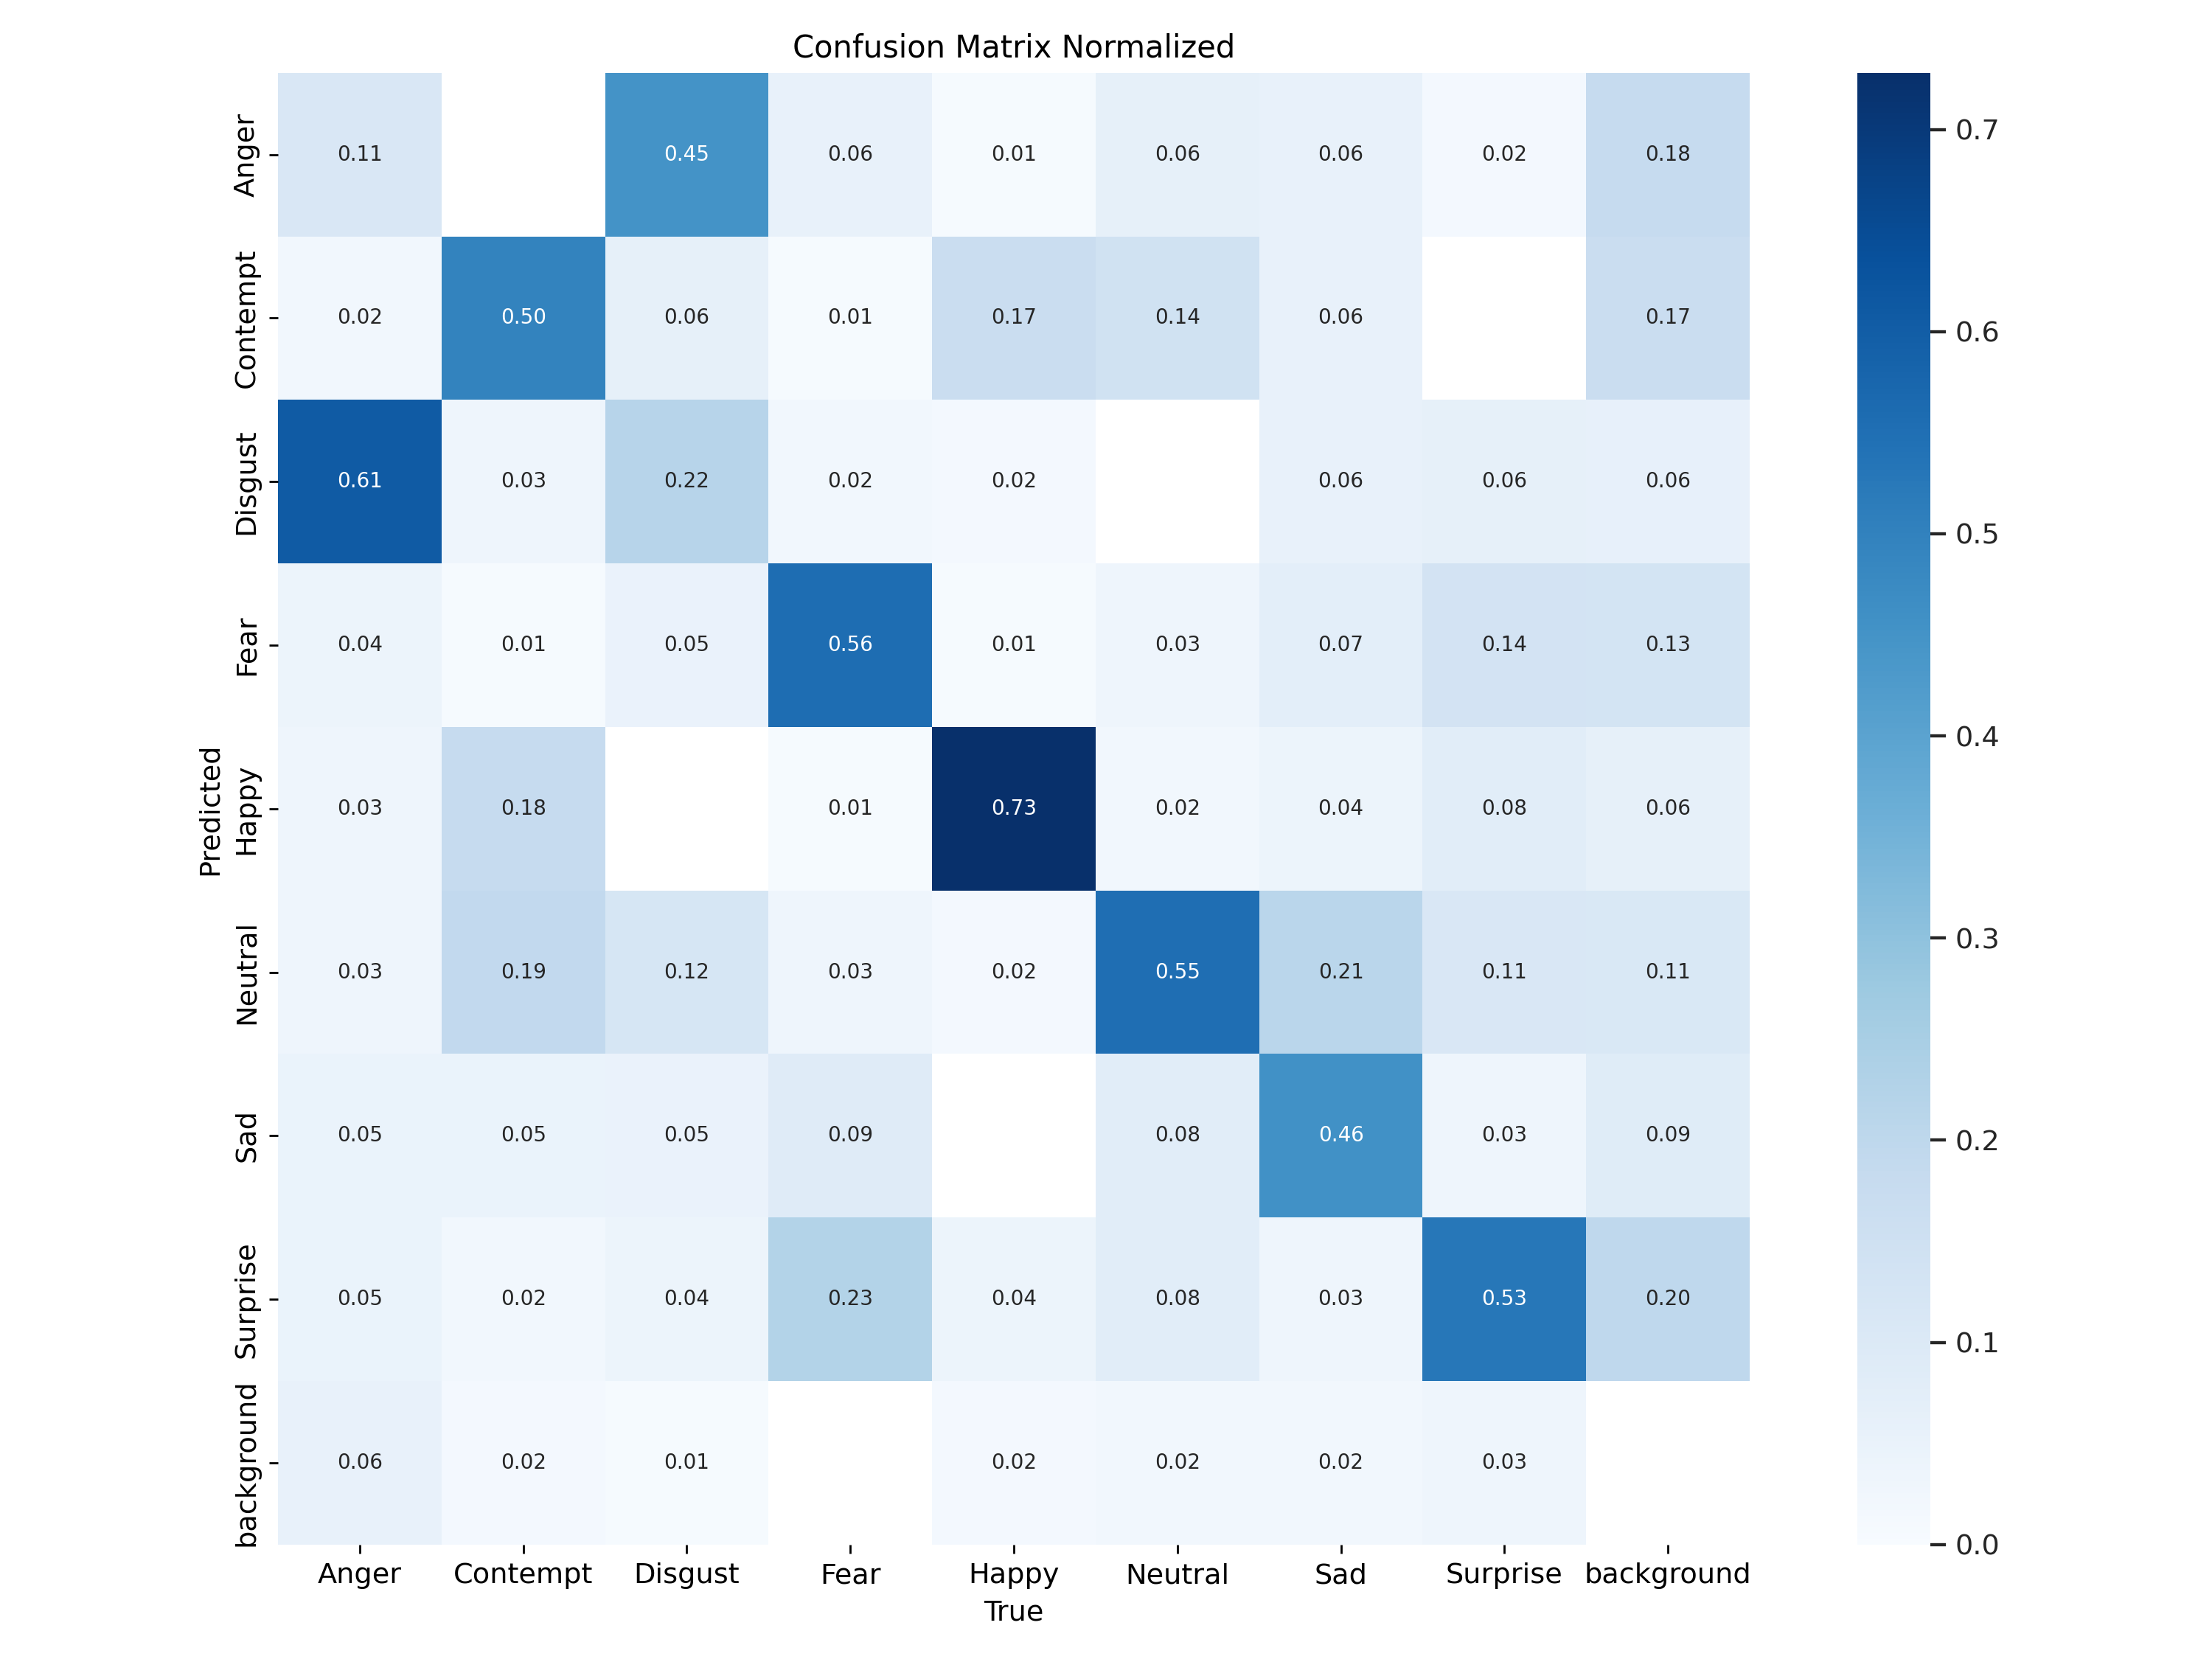 Confusion Matrix Normalized
Anger 0.11 0.45 0.06 0.01 0.06 0.06 0.02 0.18
Contempt 0.02 0.50 0.06 0.01 0.17 0.14 0.06 0.17
Disgust 0.61 0.03 0.22 0.02 0.02 0.06 0.06 0.06
Fear 0.04 0.01 0.05 0.56 0.01 0.03 0.07 0.14 0.13
Happy 0.03 0.18 0.01 0.73 0.02 0.04 0.08 0.06
Neutral 0.03 0.19 0.12 0.03 0.02 0.55 0.21 0.11 0.11
Sad 0.05 0.05 0.05 0.09 0.08 0.46 0.03 0.09
Surprise 0.05 0.02 0.04 0.23 0.04 0.08 0.03 0.53 0.20
background 0.06 0.02 0.01 0.02 0.02 0.02 0.03
Predicted
Anger Contempt Disgust Fear Happy Neutral Sad Surprise background
True
0.7
0.6
0.5
0.4
0.3
0.2
0.1
0.0